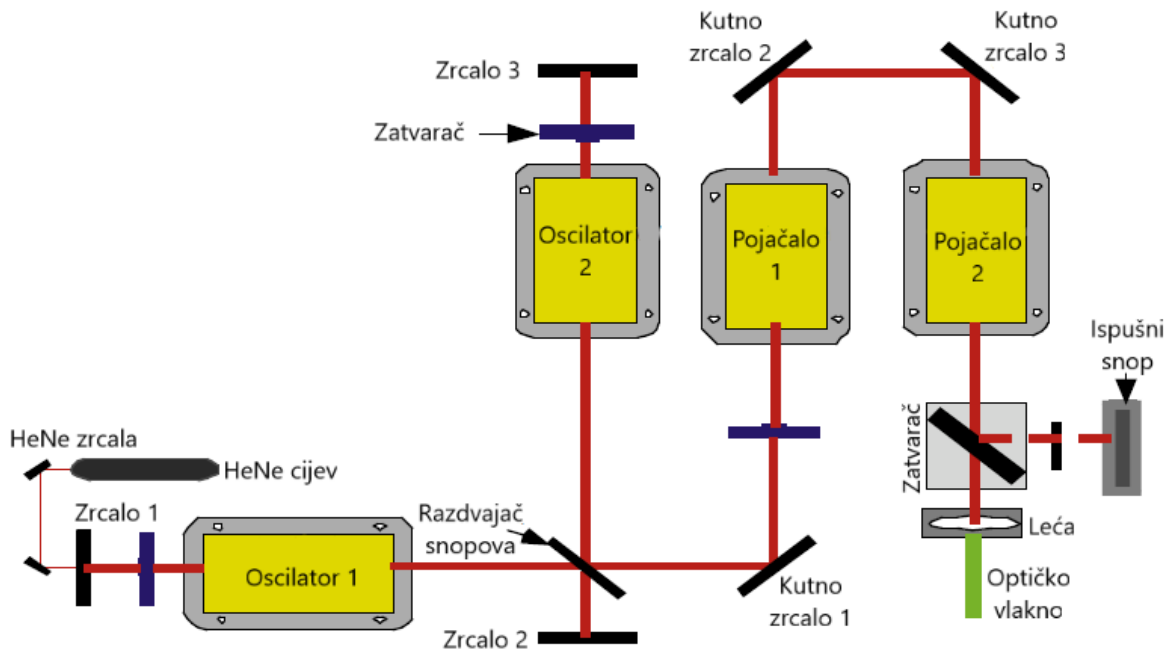 Kutno
zrcalo 2
Kutno
zrcalo 3
Zrcalo 3
Zatvarač
Oscilator
2
Pojačalo
1
Pojačalo
2
Ispušni
snop
Zatvarač
HeNe zrcala
HeNe cijev
Zrcalo 1
Razdvajač
snopova
Oscilator 1
Leća
Kutno
zrcalo 1
Optičko
vlakno
Zrcalo 2